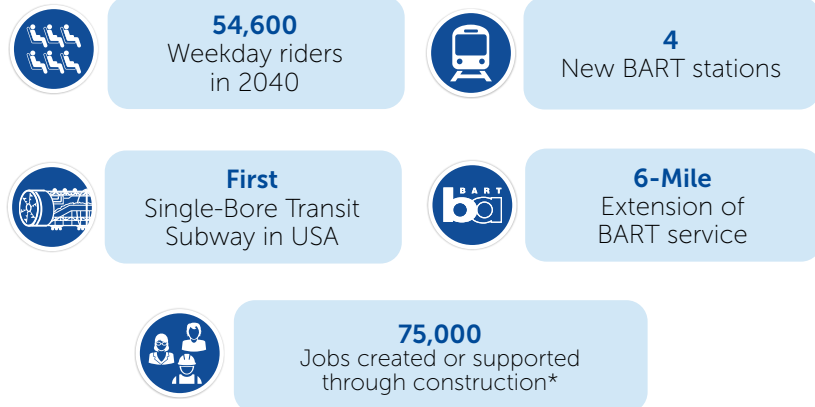 54,600
Weekday riders
in 2040
4
New BART stations
First
Single-Bore Transit
Subway in USA
BART
ba
6-Mile
Extension of
BART service
75,000
Jobs created or supported
through construction*